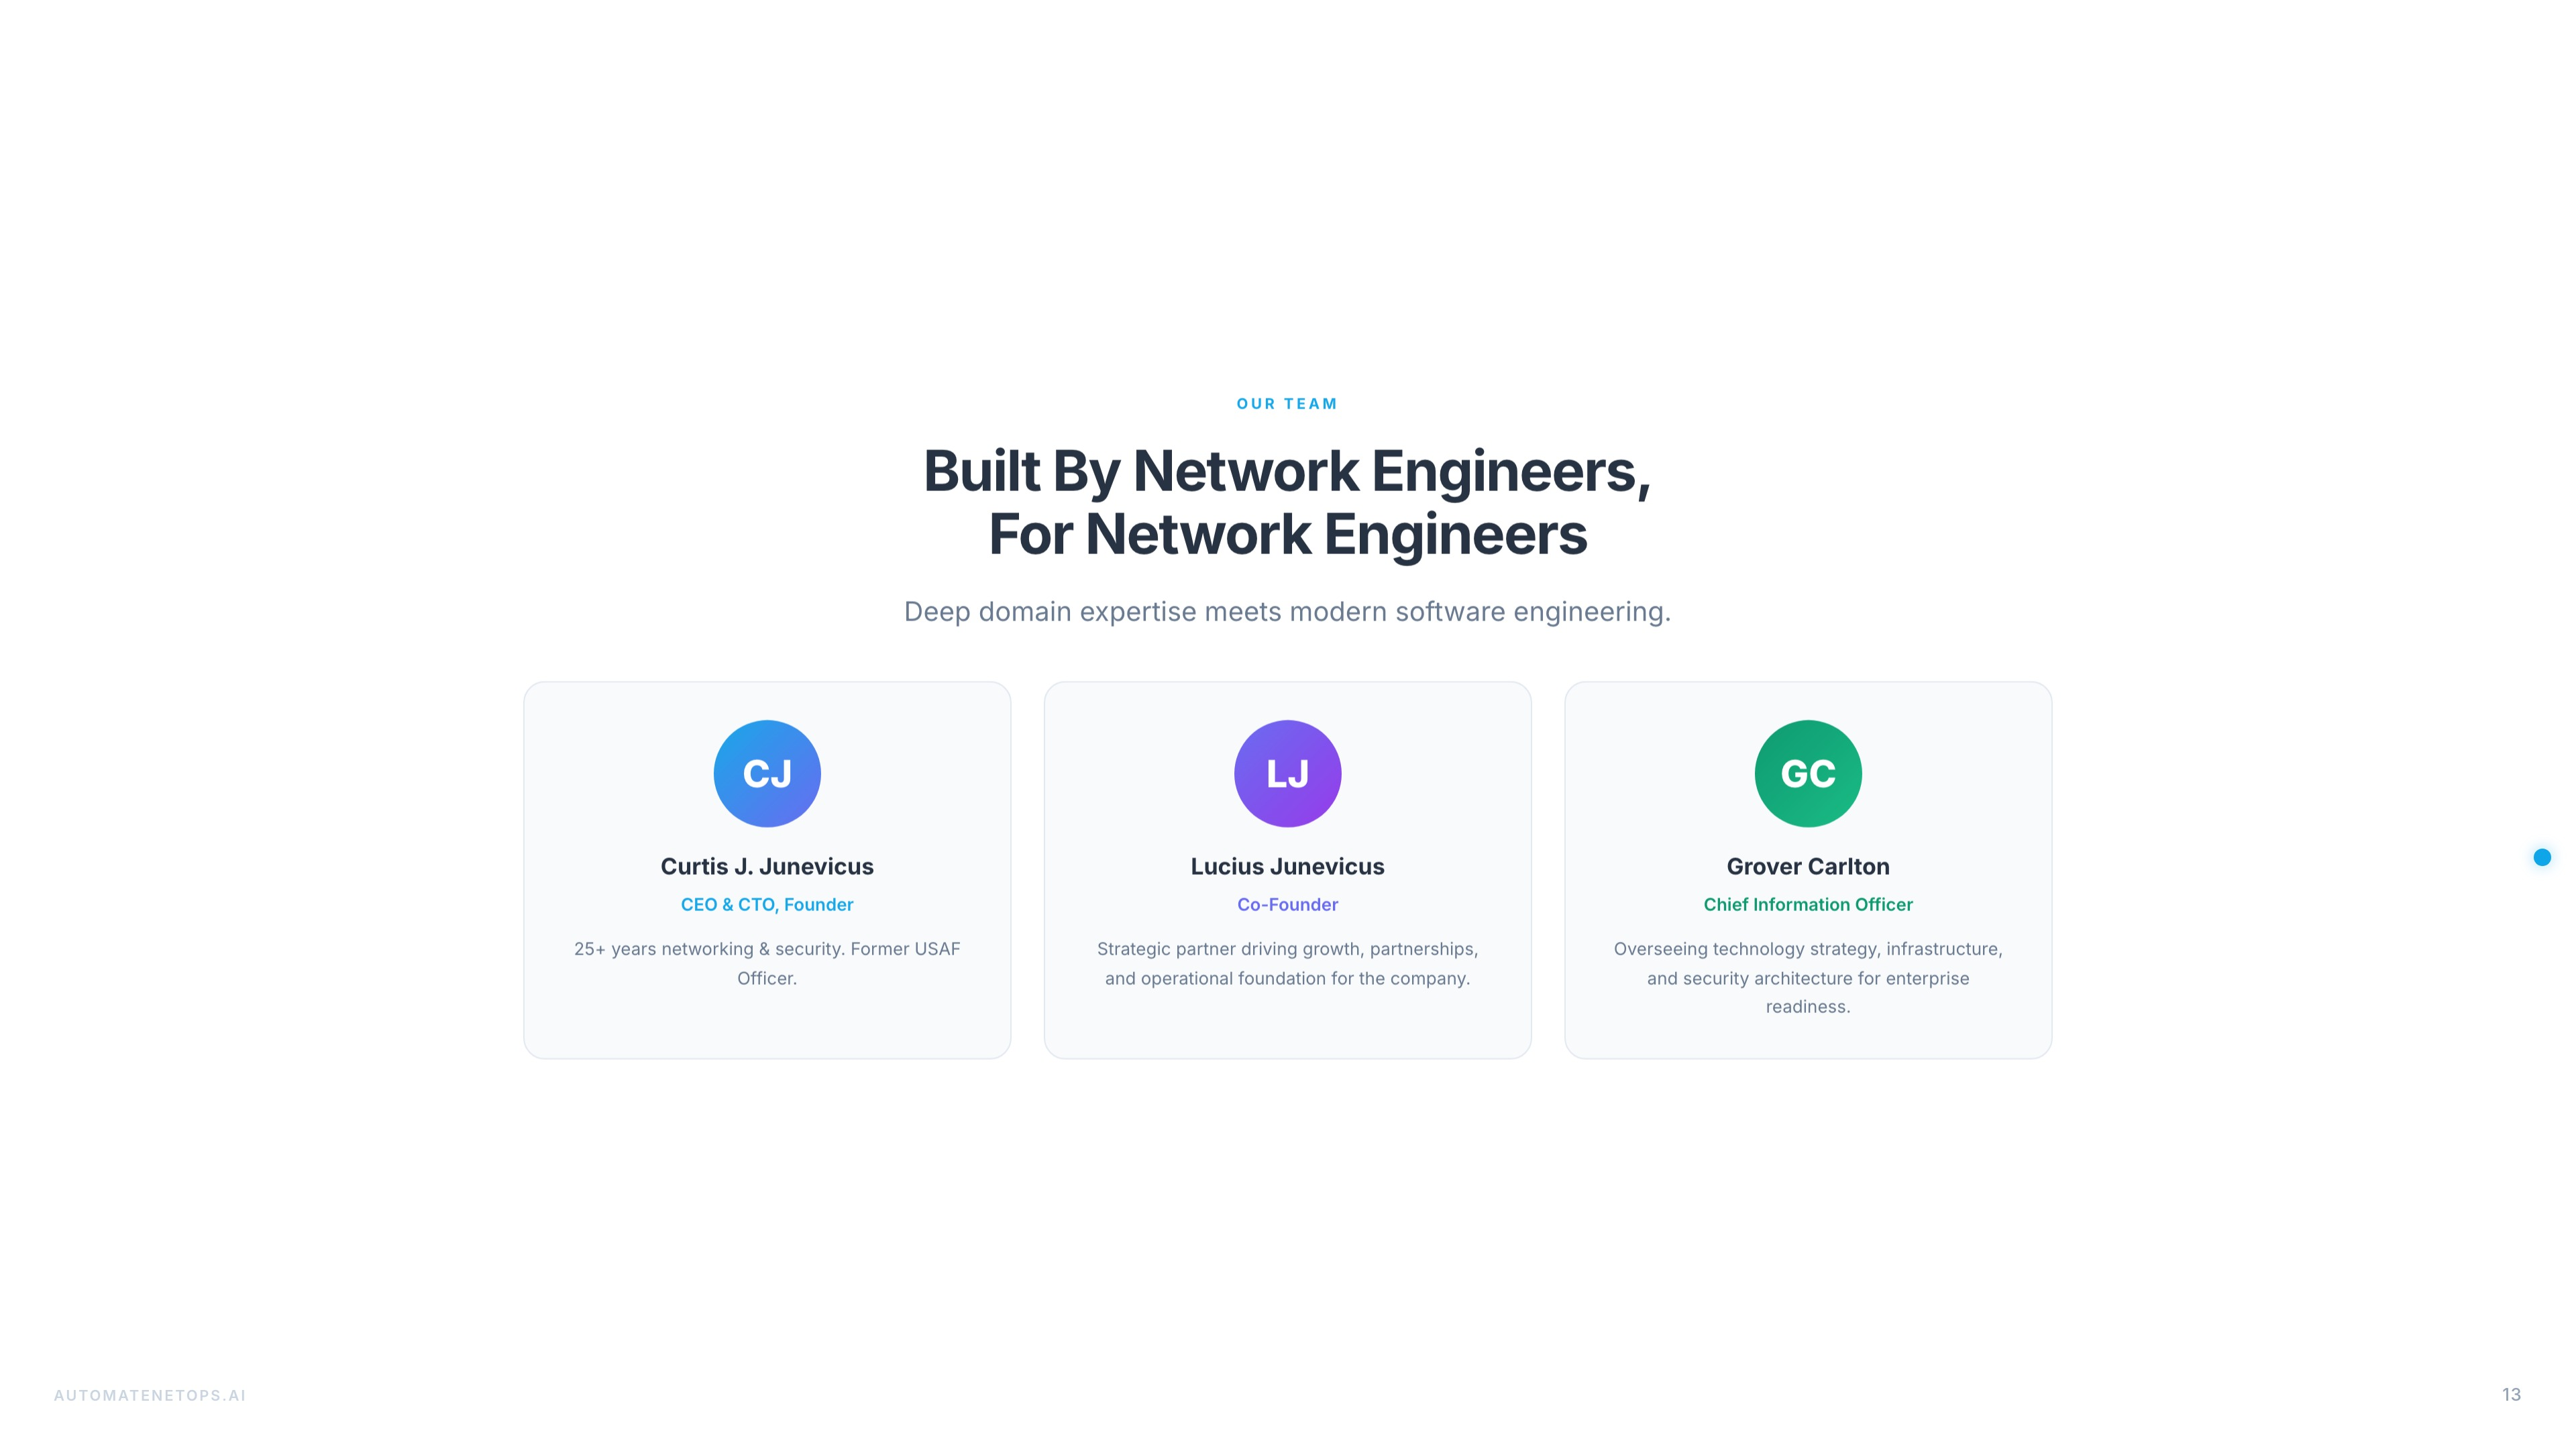 OUR TEAM
Built By Network Engineers,
For Network Engineers
Deep domain expertise meets modern software engineering.
CJ
Curtis J. Junevicus
CEO & CTO, Founder
25+ years networking & security. Former USAF
Officer.
LJ
Lucius Junevicus
Co-Founder
Strategic partner driving growth, partnerships,
and operational foundation for the company.
GC
Grover Carlton
Chief Information Officer
Overseeing technology strategy, infrastructure,
and security architecture for enterprise
readiness.
AUTOMATENETOPS.AI
13